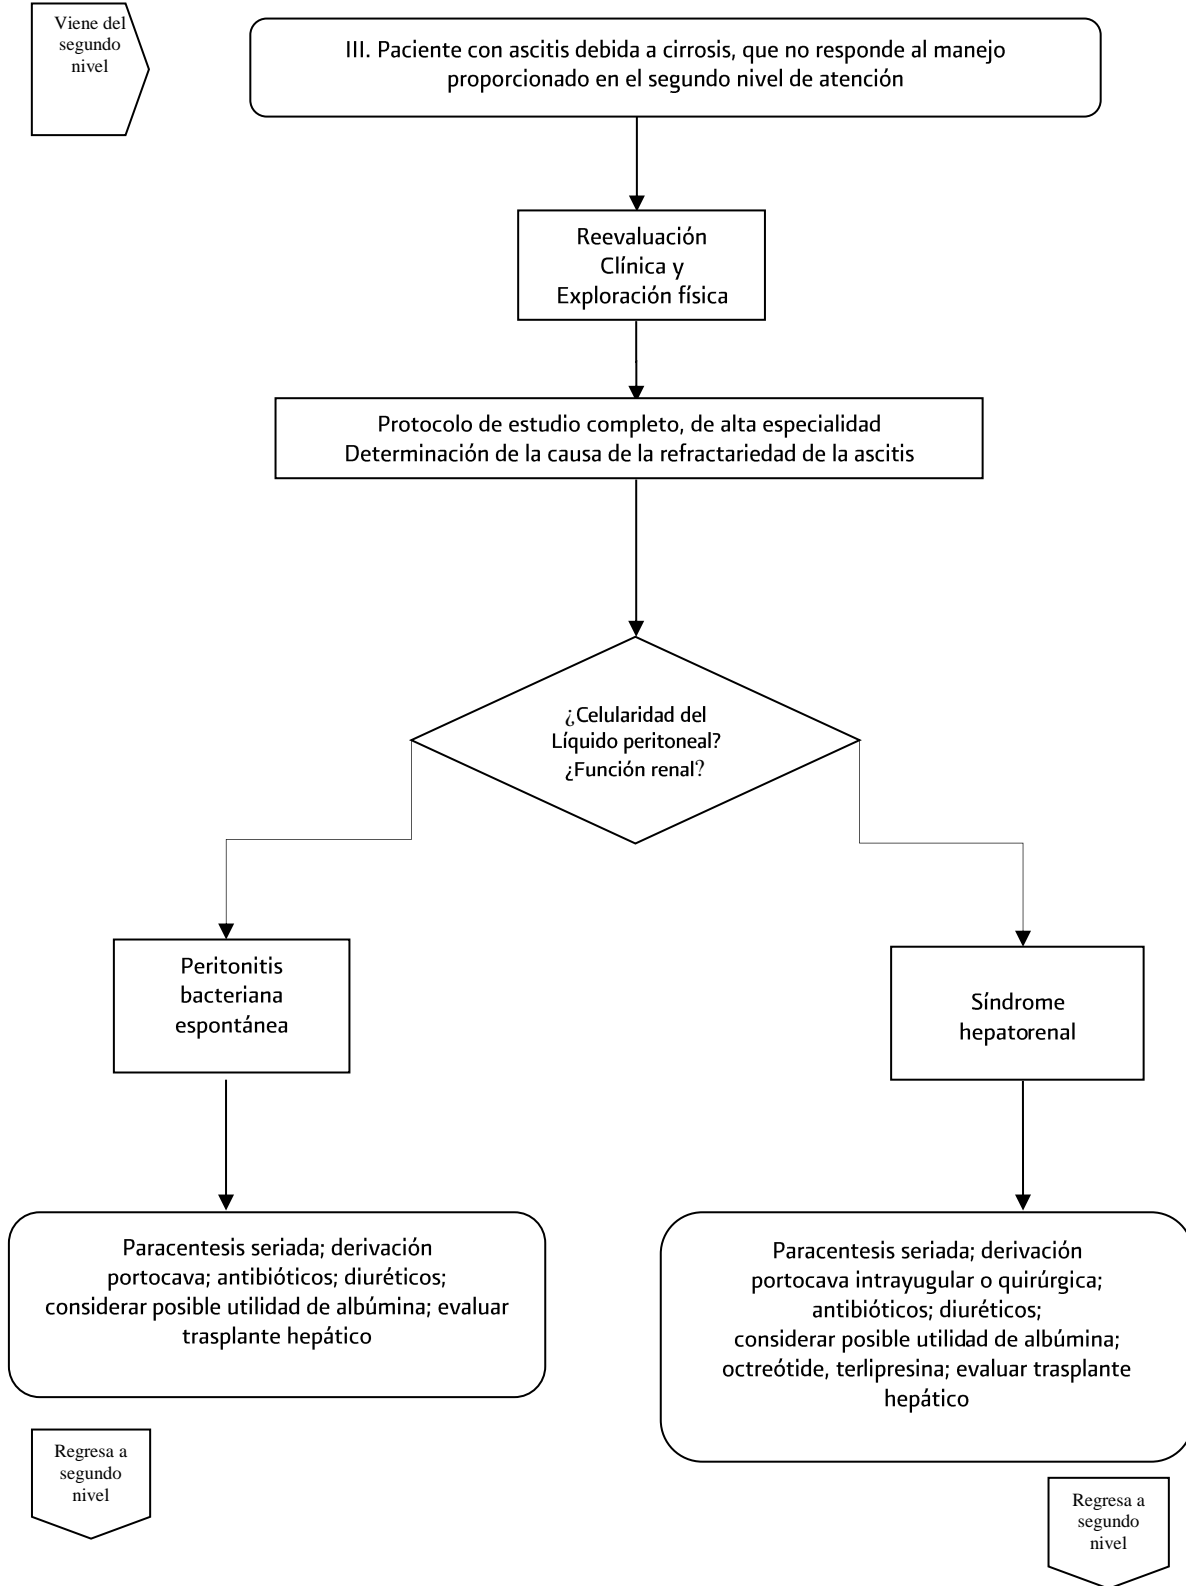 Viene del
segundo
nivel
III. Paciente con ascitis debida a cirrosis, que no responde al manejo
proporcionado en el segundo nivel de atención
Reevaluación
Clínica y
Exploración física
Protocolo de estudio completo, de alta especialidad
Determinación de la causa de la refractariedad de la ascitis
¿Celularidad del
Líquido peritoneal?
¿Función renal?
Peritonitis
bacteriana
espontánea
Síndrome
hepatorenal
Paracentesis seriada; derivación
portocava; antibióticos; diuréticos;
considerar posible utilidad de albúmina; evaluar
trasplante hepático
Paracentesis seriada; derivación
portocava intrayugular o quirúrgica;
antibióticos; diuréticos;
considerar posible utilidad de albúmina;
octreótide, terlipresina; evaluar trasplante
hepático
Regresa a
segundo
nivel
Regresa a
segundo
nivel